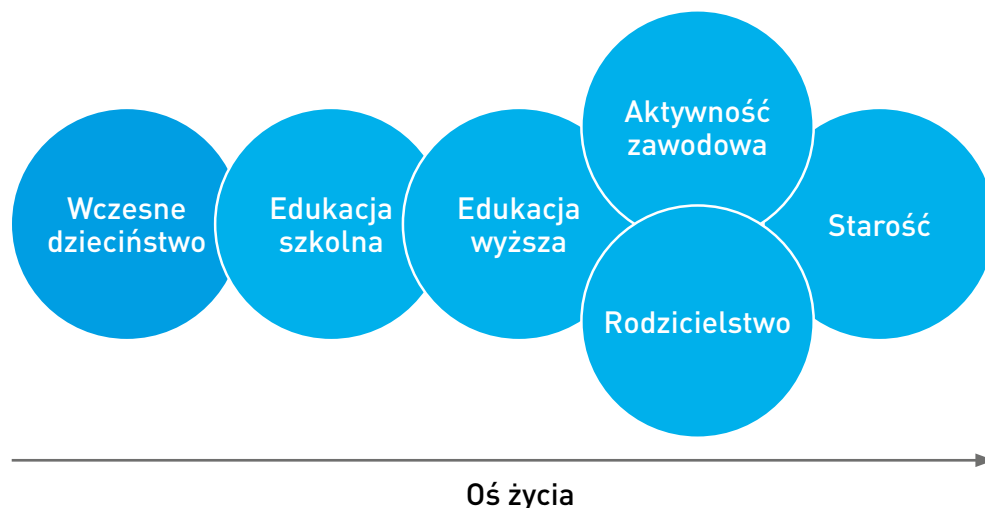 Wczesne
dzieciństwo
Edukacja
szkolna
Edukacja
wyższa
Aktywność
zawodowa
Rodzicielstwo
Starość
Oś życia